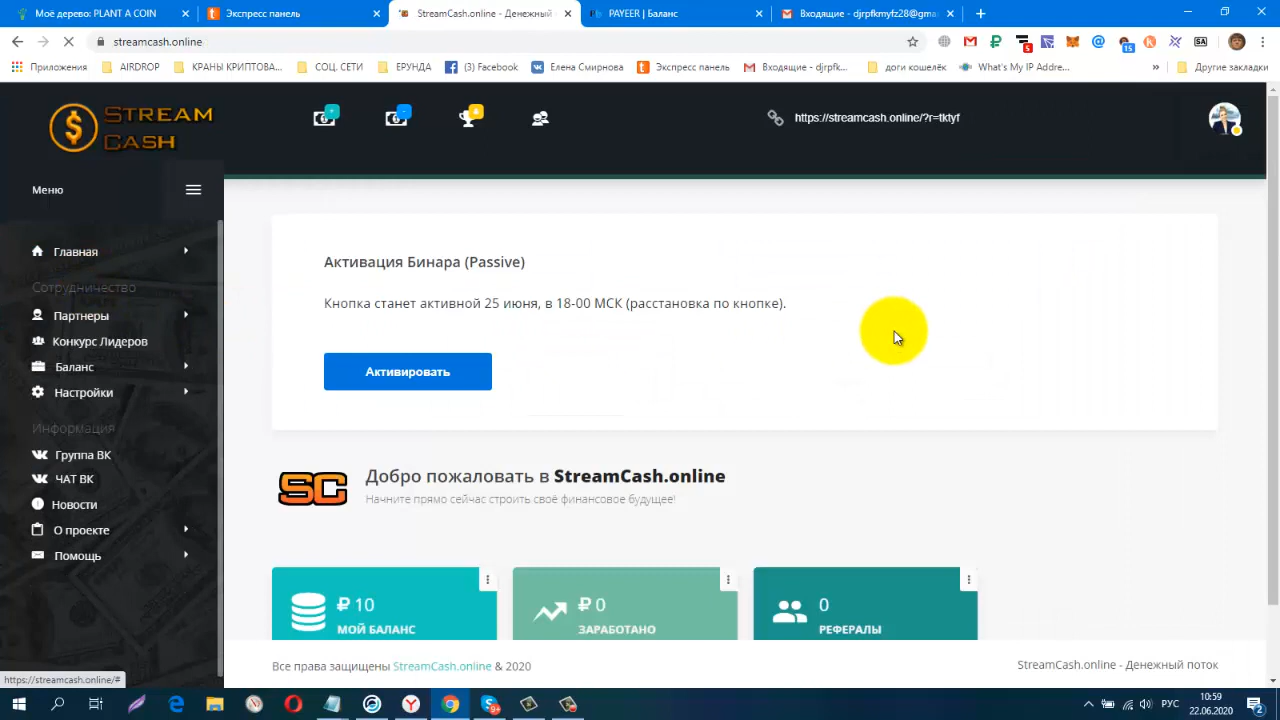 Моё дерево: PLANT A COIN
Экспресс панель
StreamCash.online - Денежный
PAYEER | Баланс
Входящие - djrpfkmyfz28@gma
streamcash.online
5
15
SA
Приложения
AIRDROP
КРАНЫ КРИПТОВА...
СОЦ. СЕТИ
ЕРУНДА
(3) Facebook
Елена Смирнова
Экспресс панель
Входящие - djrpfk...
доги кошелёк
What's My IP Addre...
Другие закладки
STREAM
CASH
https://streamcash.online/?r=tktyf
Меню
Главная
Сотрудничество
Партнеры
Конкурс Лидеров
Баланс
Настройки
Информация
Группа ВК
ЧАТ ВК
Новости
О проекте
Помощь
Активация Бинара (Passive)
Кнопка станет активной 25 июня, в 18-00 МСК (расстановка по кнопке).
Активировать
SC
Добро пожаловать в StreamCash.online
Начните прямо сейчас строить своё финансовое будущее!
₽ 10
МОЙ БАЛАНС
₽ 0
ЗАРАБОТАНО
0
РЕФЕРАЛЫ
Все права защищены StreamCash.online & 2020
StreamCash.online - Денежный поток
https://streamcash.online/#
РУС
10:59
22.06.2020